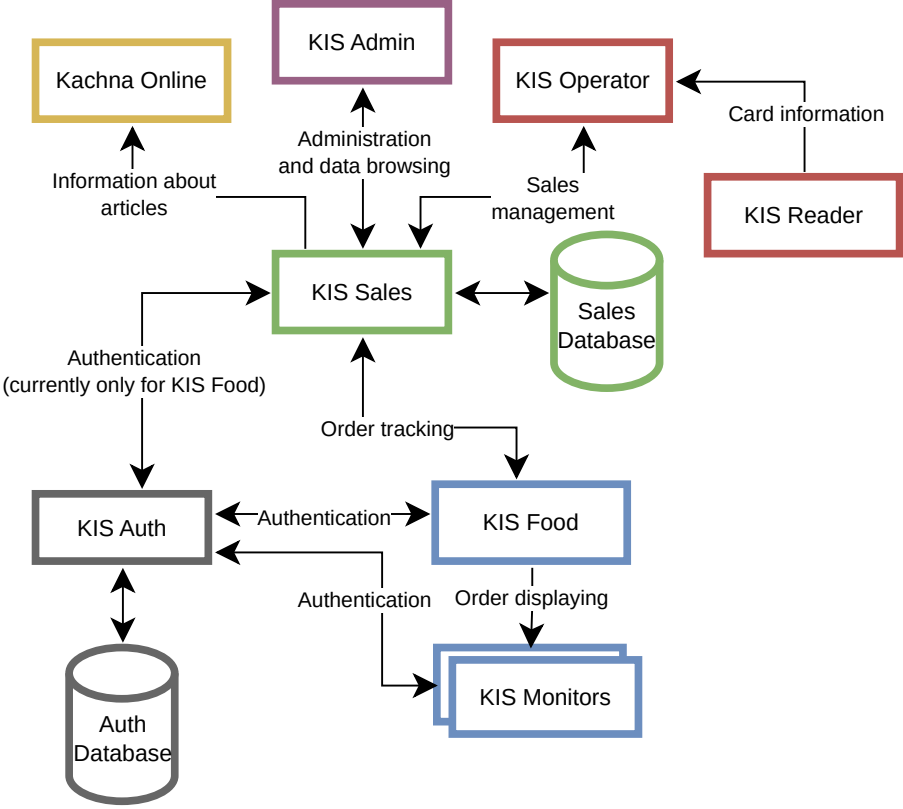 KIS Admin
Kachna Online
KIS Operator
Card information
Administration
and data browsing
Information about
articles
Sales
management
KIS Reader
KIS Sales
Sales
Database
Authentication
(currently only for KIS Food)
Order tracking
KIS Auth
Authentication
KIS Food
Authentication
Order displaying
KIS Monitors
Auth
Database